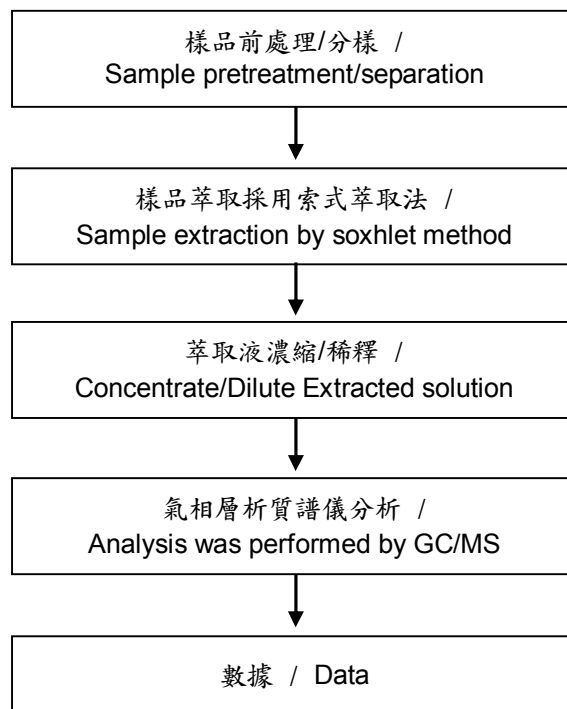 樣品前處理/分樣 /
Sample pretreatment/separation
樣品萃取採用索式萃取法 /
Sample extraction by soxhlet method
萃取液濃縮/稀釋 /
Concentrate/Dilute Extracted solution
氣相層析質譜儀分析 /
Analysis was performed by GC/MS
數據 / Data